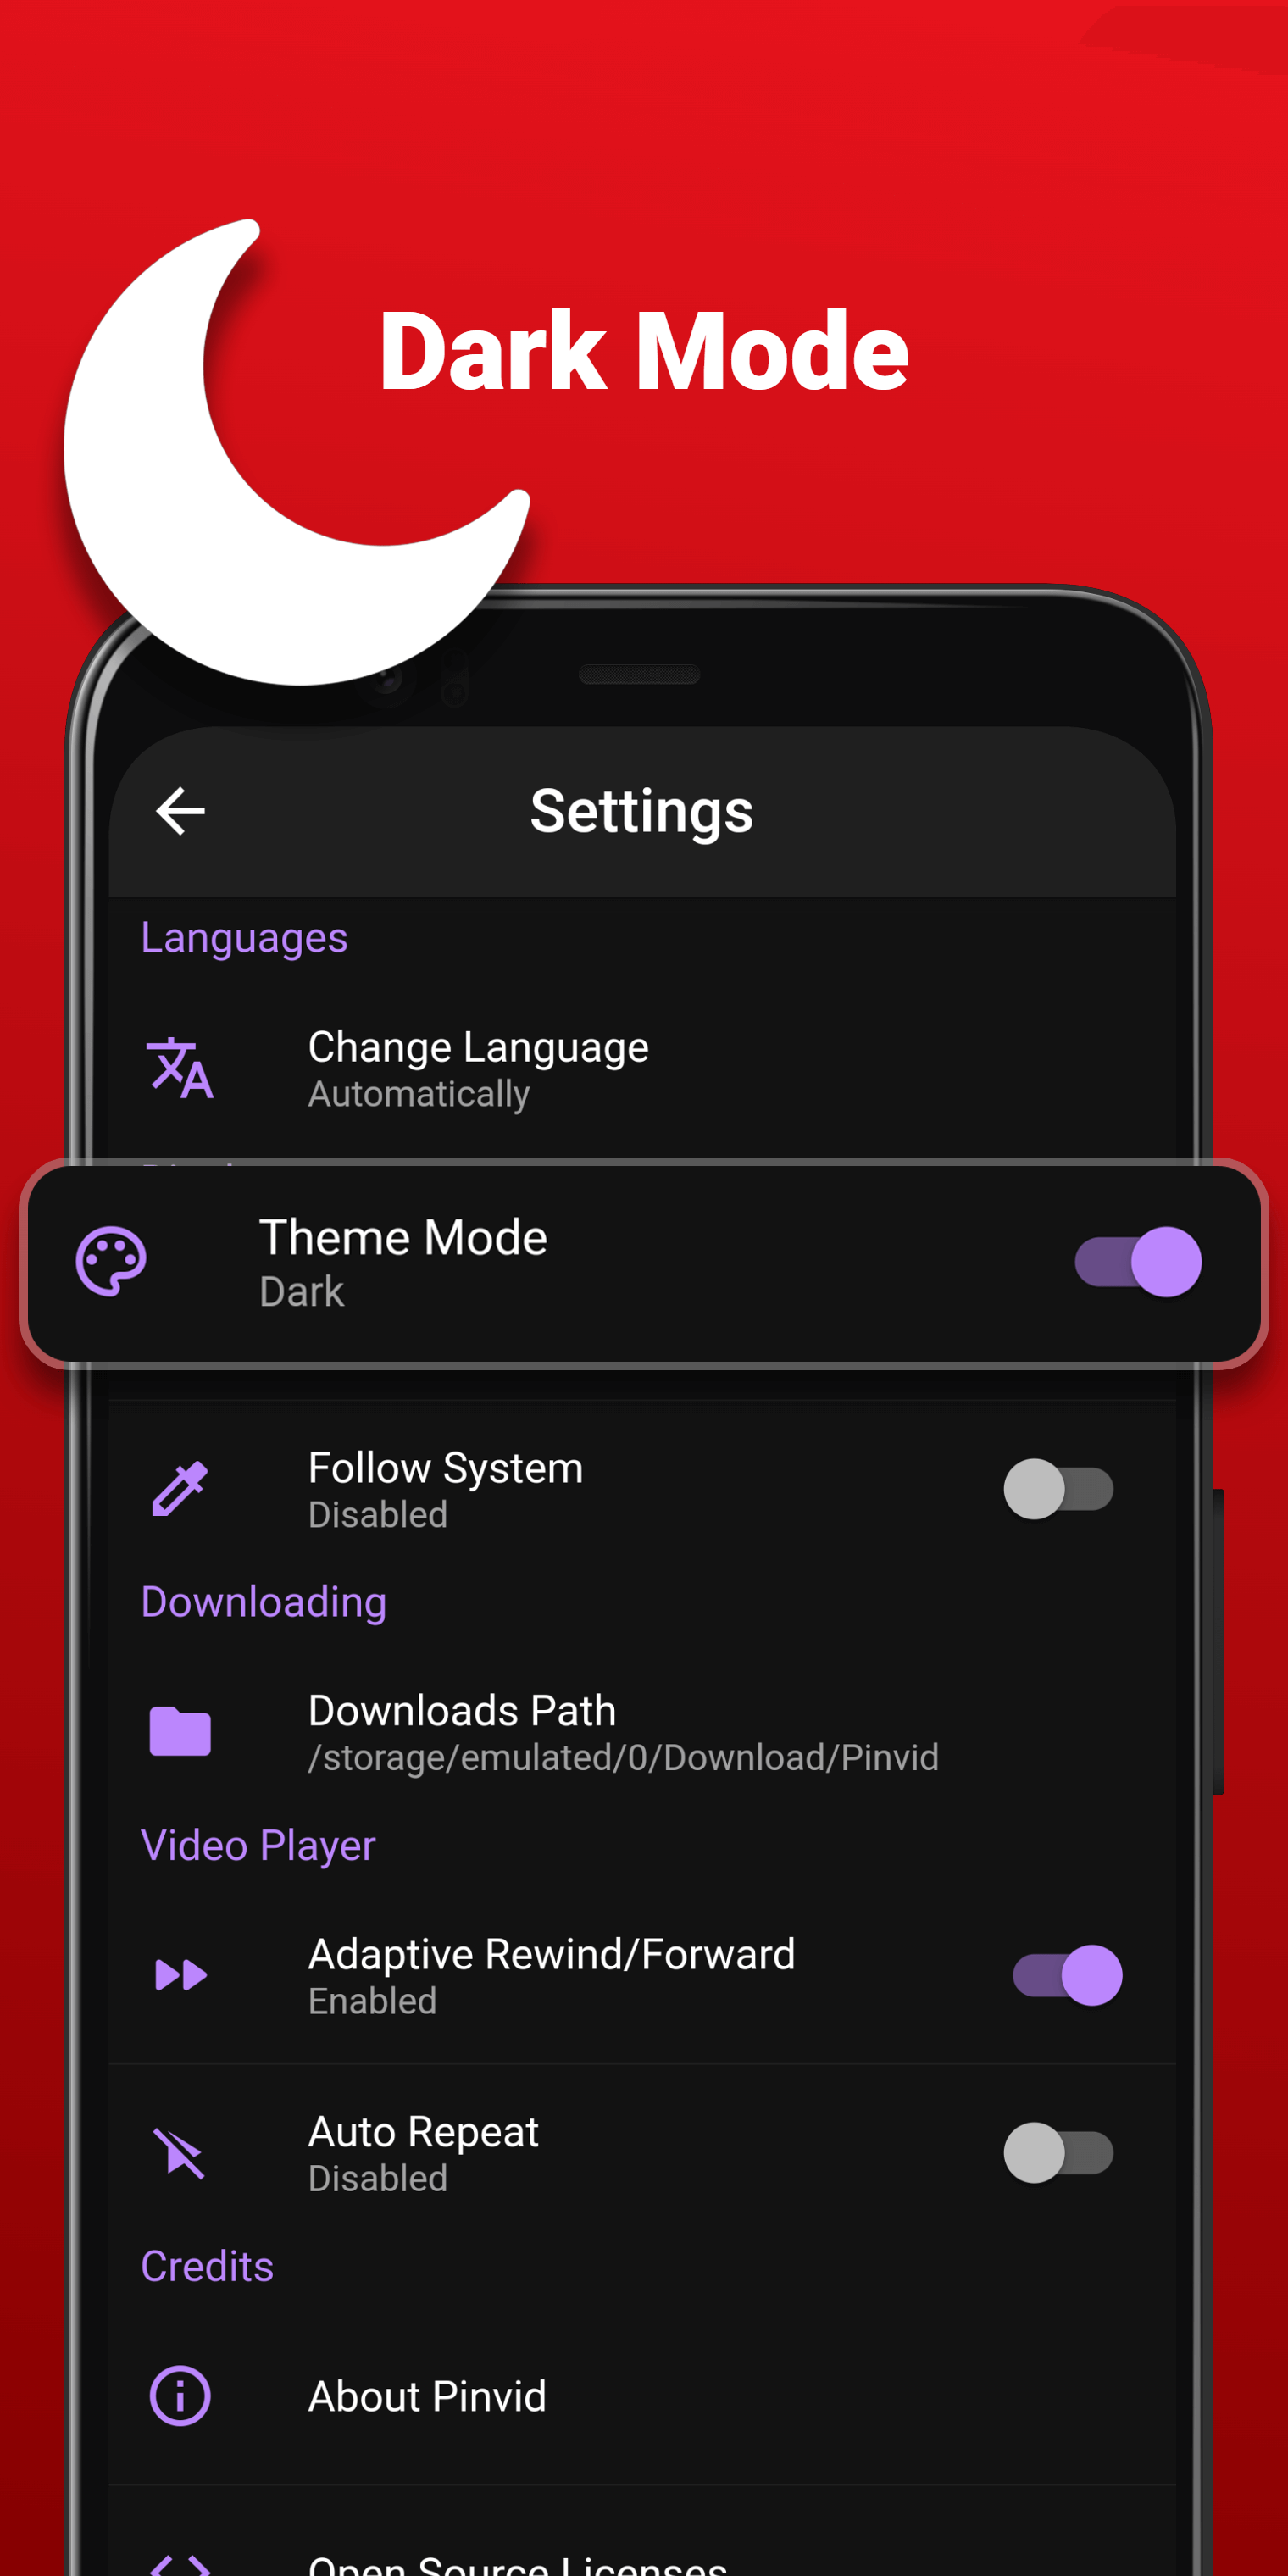 Dark Mode
Settings
Languages
Change Language
Automatically
Theme Mode
Dark
Follow System
Disabled
Downloading
Downloads Path
/storage/emulated/0/Download/Pinvid
Video Player
Adaptive Rewind/Forward
Enabled
Auto Repeat
Disabled
Credits
About Pinvid
Open Source Licenses